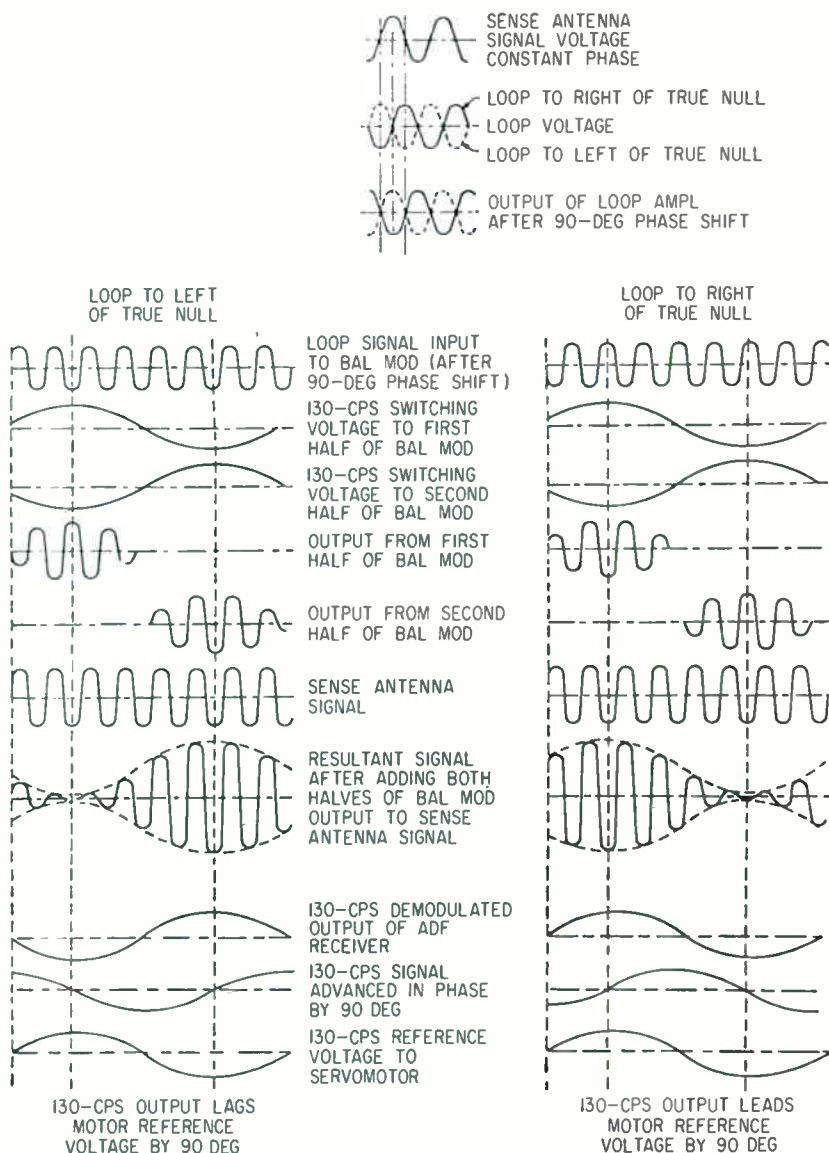 SENSE ANTENNA
SIGNAL VOLTAGE
CONSTANT PHASE
LOOP TO RIGHT OF TRUE NULL
LOOP VOLTAGE
LOOP TO LEFT OF TRUE NULL
OUTPUT OF LOOP AMPL
AFTER 90-DEG PHASE SHIFT
LOOP TO LEFT
OF TRUE NULL
LOOP TO RIGHT
OF TRUE NULL
LOOP SIGNAL INPUT
TO BAL MOD (AFTER
90-DEG PHASE SHIFT)
130-CPS SWITCHING
VOLTAGE TO FIRST
HALF OF BAL MOD
130-CPS SWITCHING
VOLTAGE TO SECOND
HALF OF BAL MOD
OUTPUT FROM FIRST
HALF OF BAL MOD
OUTPUT FROM SECOND
HALF OF BAL MOD
SENSE ANTENNA
SIGNAL
RESULTANT SIGNAL
AFTER ADDING BOTH
HALVES OF BAL MOD
OUTPUT TO SENSE
ANTENNA SIGNAL
130-CPS DEMODULATED
OUTPUT OF ADF
RECEIVER
130-CPS SIGNAL
ADVANCED IN PHASE
BY 90 DEG
130-CPS REFERENCE
VOLTAGE TO
SERVOMOTOR
130-CPS OUTPUT LAGS
MOTOR REFERENCE
VOLTAGE BY 90 DEG
130-CPS OUTPUT LEADS
MOTOR REFERENCE
VOLTAGE BY 90 DEG